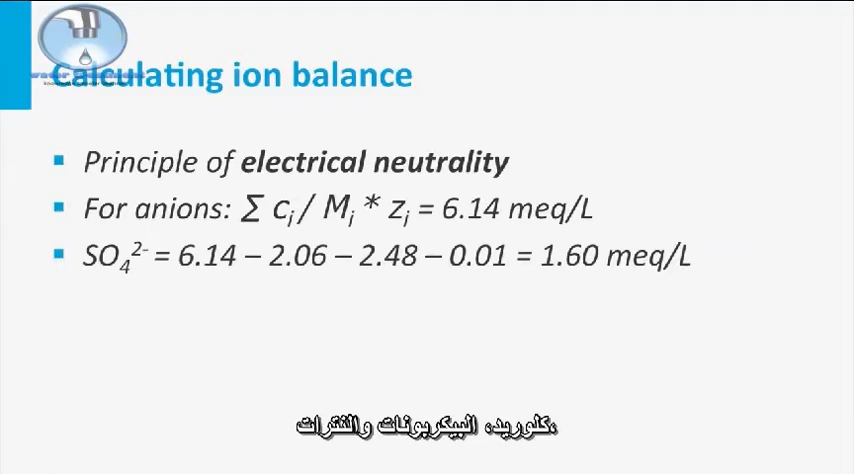 Calculating ion balance
▪ Principle of electrical neutrality
▪ For anions: Σ cᵢ / Mᵢ * zᵢ = 6.14 meq/L
▪ SO₄²⁻ = 6.14 – 2.06 – 2.48 – 0.01 = 1.60 meq/L
كلوريد، البيكربونات والنترات،